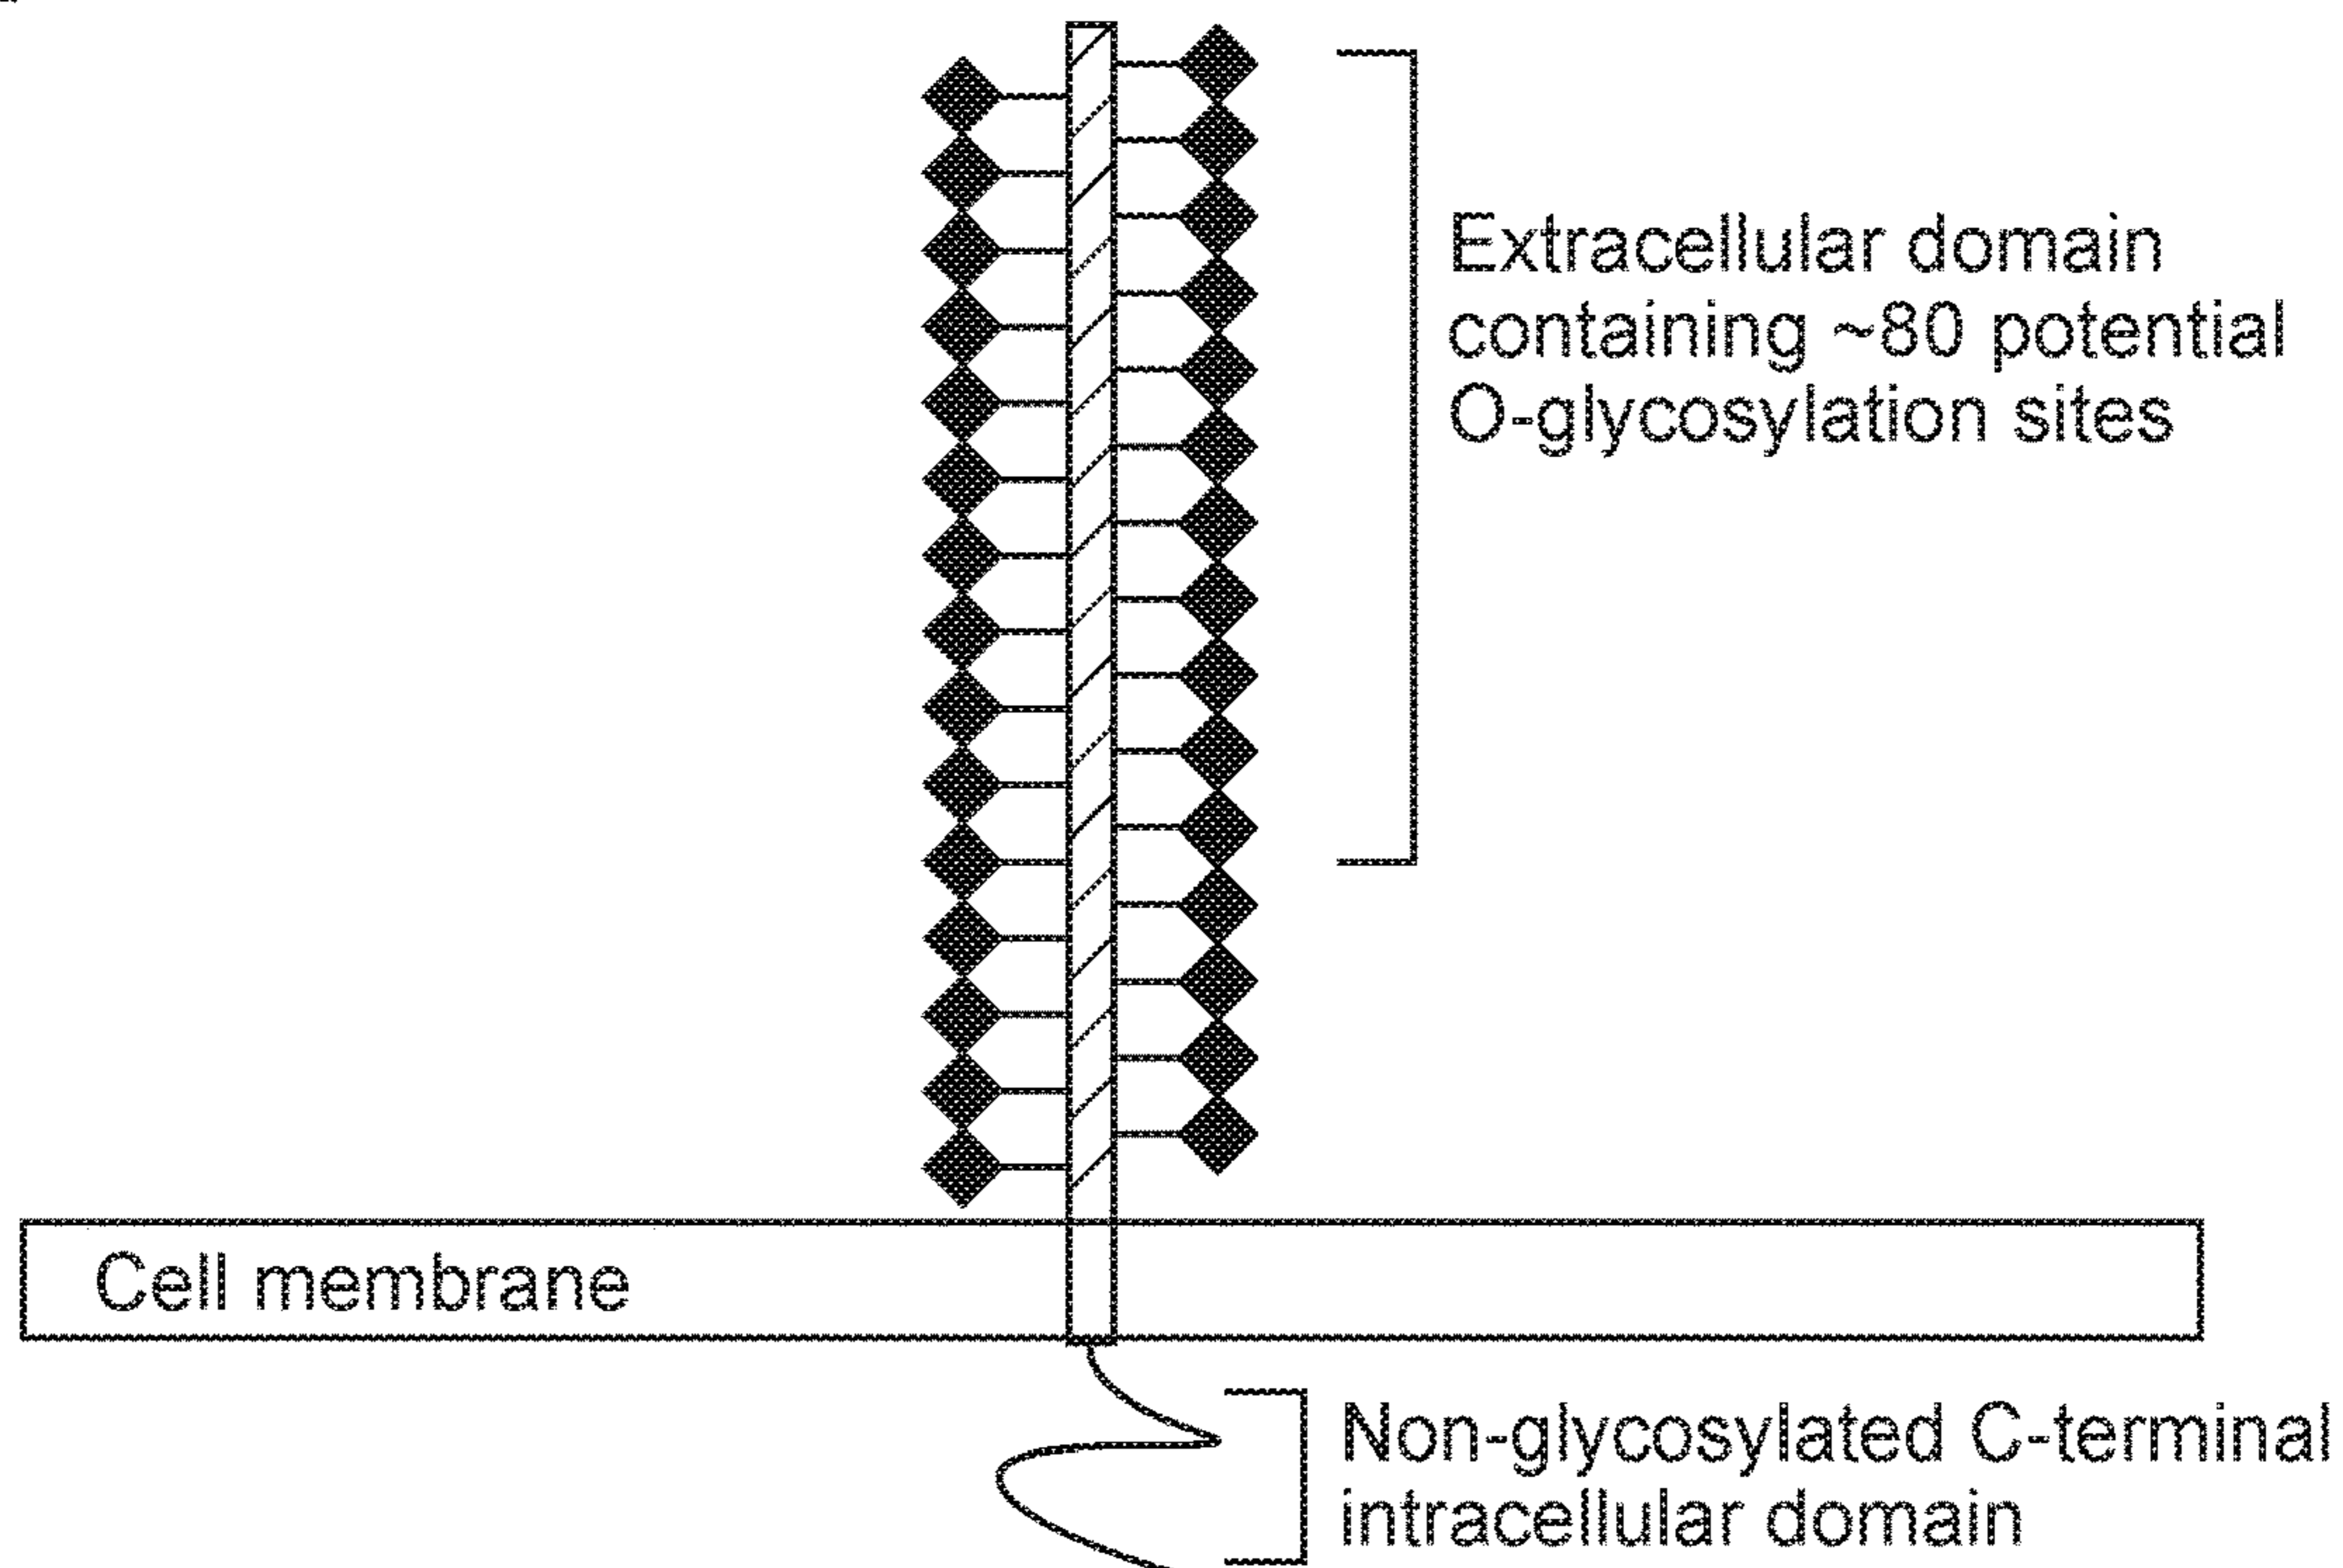 Extracellular domain
containing ~80 potential
O-glycosylation sites
Cell membrane
Non-glycosylated C-terminal
intracellular domain